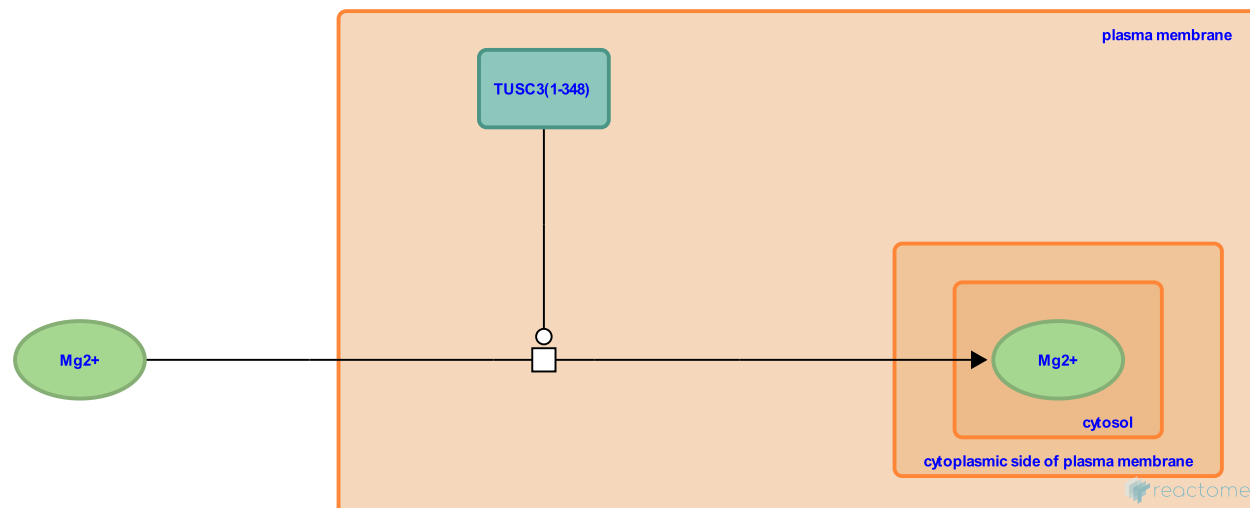 plasma membrane
TUSC3(1-348)
Mg2+
Mg2+
cytosol
cytoplasmic side of plasma membrane
reactome